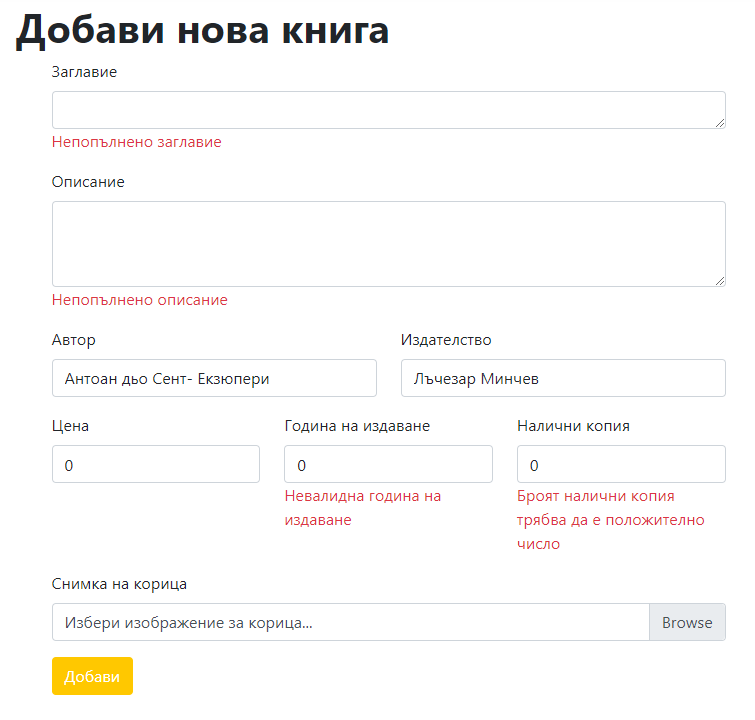 Добави нова книга
Заглавие
Непопълнено заглавие
Описание
Непопълнено описание
Автор
Издателство
Антоан дьо Сент- Екзюпери
Лъчезар Минчев
Цена
Година на издаване
Налични копия
0
0
0
Невалидна година на
издаване
Броят налични копия
трябва да е положително
число
Снимка на корица
Избери изображение за корица...
Browse
Добави